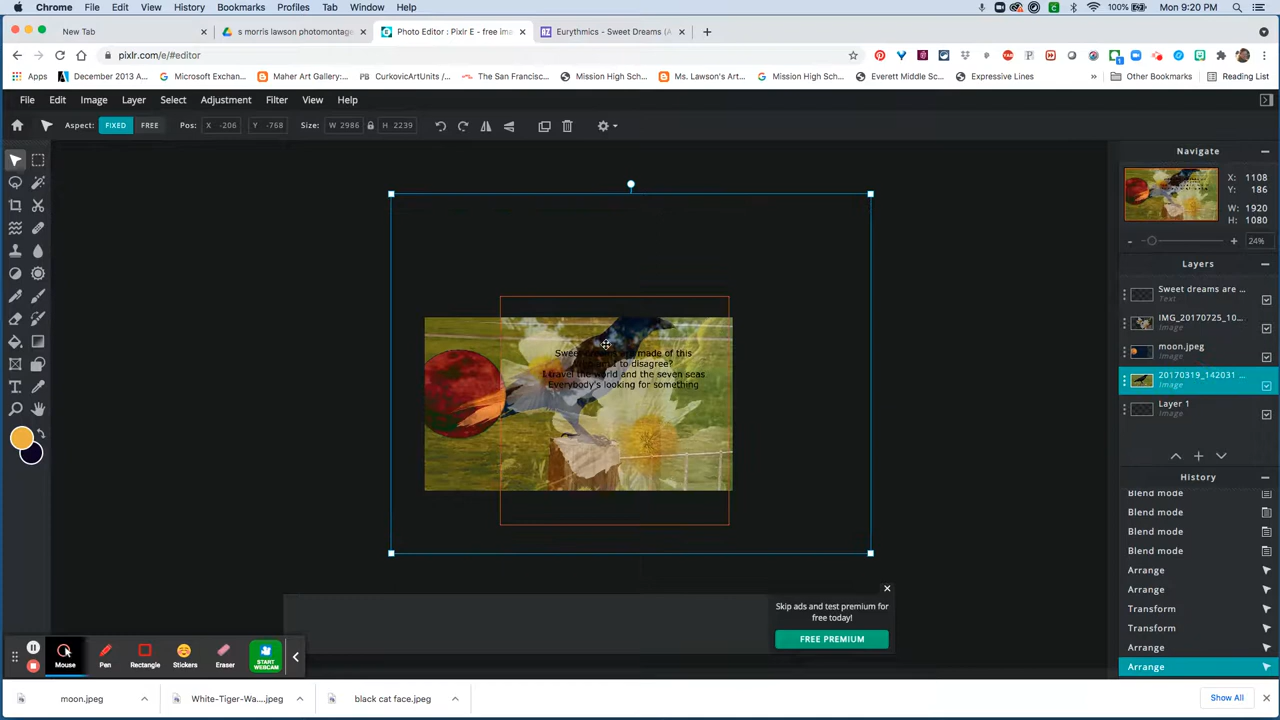 Chrome File Edit View History Bookmarks Profiles Tab Window Help 100% Mon 9:20 PM
New Tab s morris lawson photomontage Photo Editor : Pixlr E - free ima Eurythmics - Sweet Dreams (A
pixlr.com/e/#editor
Apps December 2013 A... Microsoft Exchan... Maher Art Gallery:... CurkovicArtUnits /... The San Francisc... Mission High Sch... Ms. Lawson's Art... Mission High Sch... Everett Middle Sc... Expressive Lines » Other Bookmarks Reading List
File Edit Image Layer Select Adjustment Filter View Help
Aspect: FIXED FREE Pos: X -206 Y -768 Size: W 2986 H 2239
Navigate
X: 1108
Y: 186
W: 1920
H: 1080
24%
Layers
Sweet dreams are ...
Text
IMG_20170725_10...
Image
moon.jpeg
Image
20170319_142031 ...
Image
Layer 1
Image
History
Blend mode
Blend mode
Blend mode
Blend mode
Arrange
Arrange
Transform
Transform
Arrange
Arrange
made of this
to disagree?
I travel the world and the seven seas
Everybody's looking for something
Skip ads and test premium for
free today!
FREE PREMIUM
Mouse Pen Rectangle Stickers Eraser START WEBCAM
moon.jpeg White-Tiger-Wa....jpeg black cat face.jpeg Show All